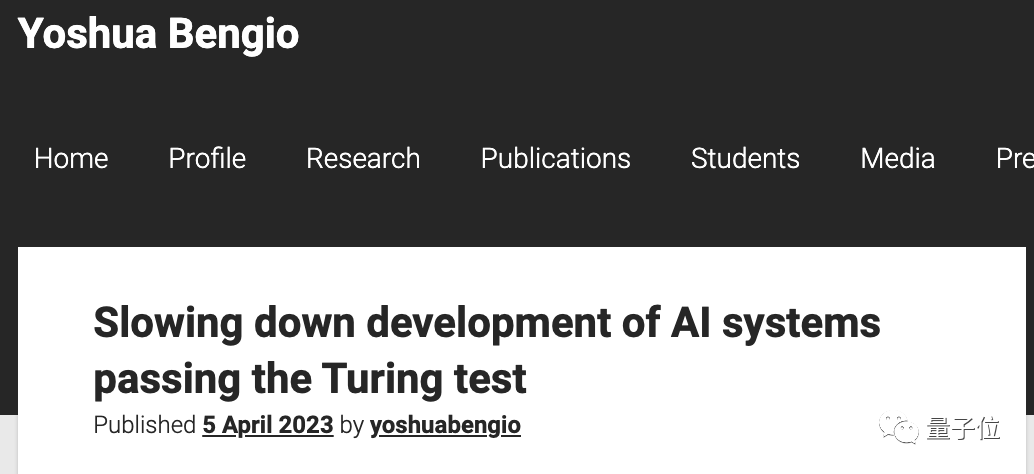 Yoshua Bengio
Home Profile Research Publications Students Media Pre
Slowing down development of AI systems
passing the Turing test
Published 5 April 2023 by yoshuabengio
量子位